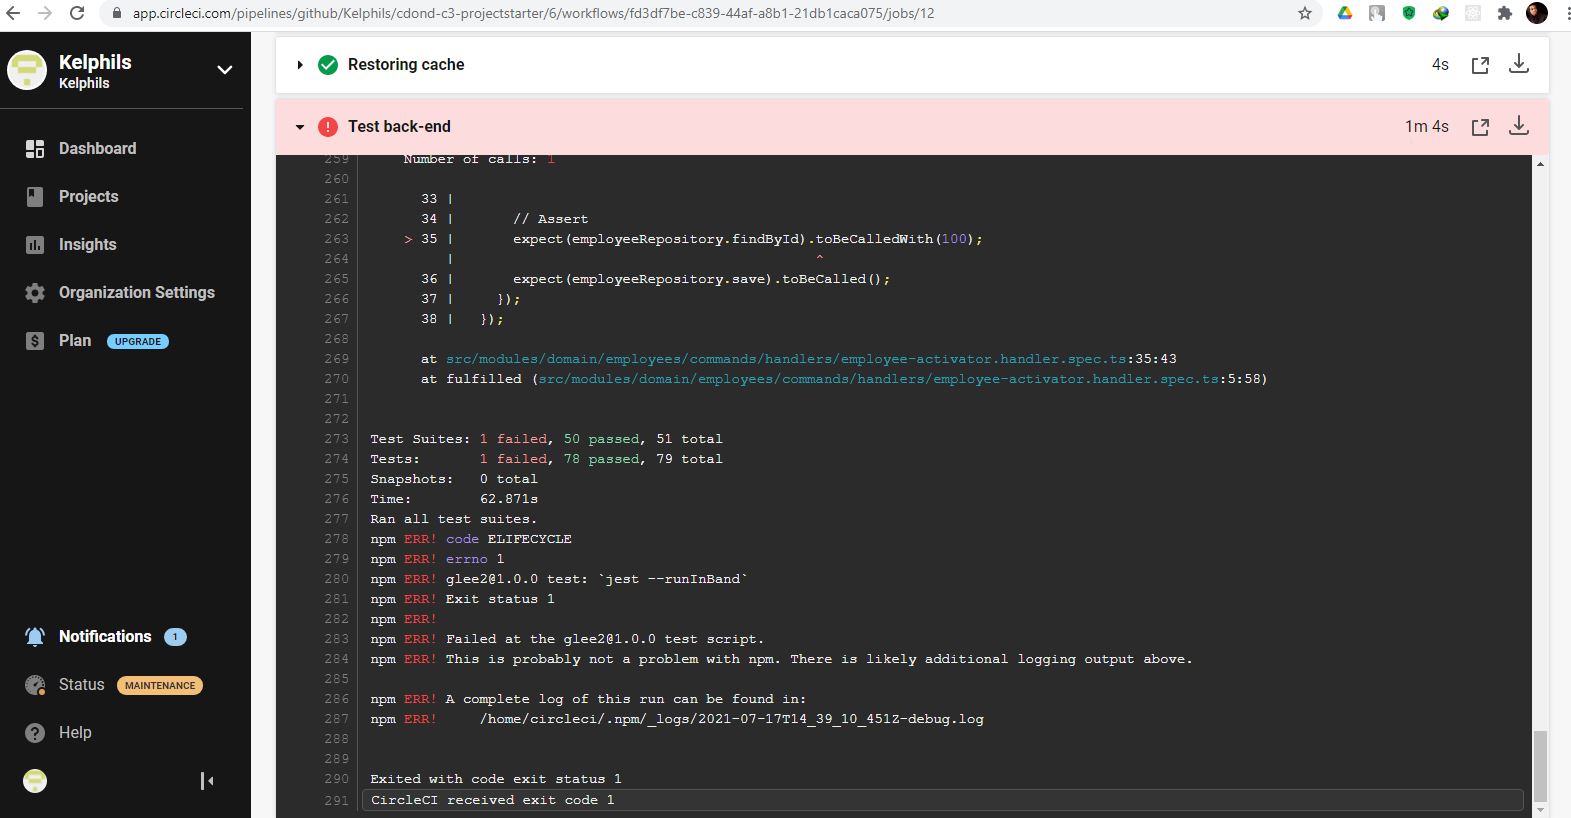 app.circleci.com/pipelines/github/Kelphils/cdond-c3-projectstarter/6/workflows/fd3df7be-c839-44af-a8b1-21db1caca075/jobs/12
Kelphils
Kelphils
Dashboard
Projects
Insights
Organization Settings
Plan UPGRADE
Notifications 1
Status MAINTENANCE
Help
Restoring cache 4s
Test back-end 1m 4s
259 Number of calls: 1
260
261 33 |
262 34 | // Assert
263 > 35 | expect(employeeRepository.findById).toBeCalledWith(100);
264 | ^
265 36 | expect(employeeRepository.save).toBeCalled();
266 37 | });
267 38 | });
268
269 at src/modules/domain/employees/commands/handlers/employee-activator.handler.spec.ts:35:43
270 at fulfilled (src/modules/domain/employees/commands/handlers/employee-activator.handler.spec.ts:5:58)
271
272
273 Test Suites: 1 failed, 50 passed, 51 total
274 Tests: 1 failed, 78 passed, 79 total
275 Snapshots: 0 total
276 Time: 62.871s
277 Ran all test suites.
278 npm ERR! code ELIFECYCLE
279 npm ERR! errno 1
280 npm ERR! glee2@1.0.0 test: `jest --runInBand`
281 npm ERR! Exit status 1
282 npm ERR!
283 npm ERR! Failed at the glee2@1.0.0 test script.
284 npm ERR! This is probably not a problem with npm. There is likely additional logging output above.
285
286 npm ERR! A complete log of this run can be found in:
287 npm ERR! /home/circleci/.npm/_logs/2021-07-17T14_39_10_451Z-debug.log
288
289
290 Exited with code exit status 1
291 CircleCI received exit code 1